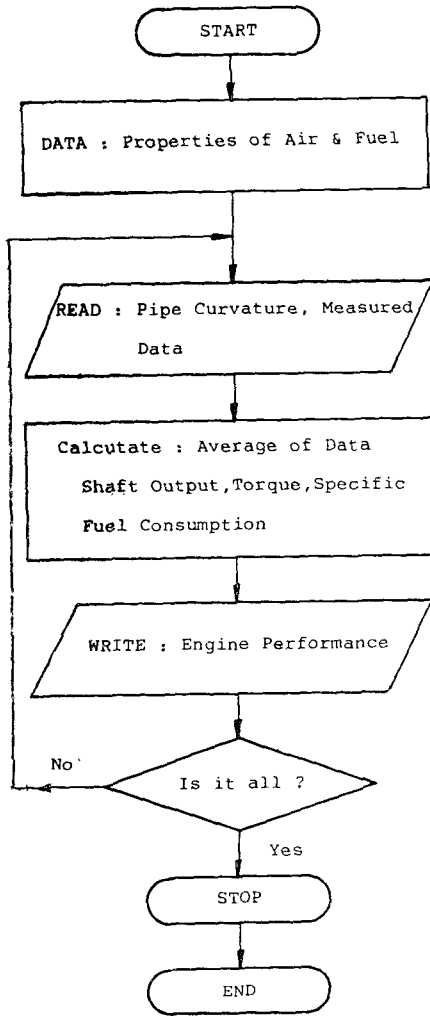 START
DATA : Properties of Air & Fuel
READ : Pipe Curvature, Measured
Data
Calcutate : Average of Data
Shaft Output,Torque,Specific
Fuel Consumption
WRITE : Engine Performance
No
Is it all ?
Yes
STOP
END